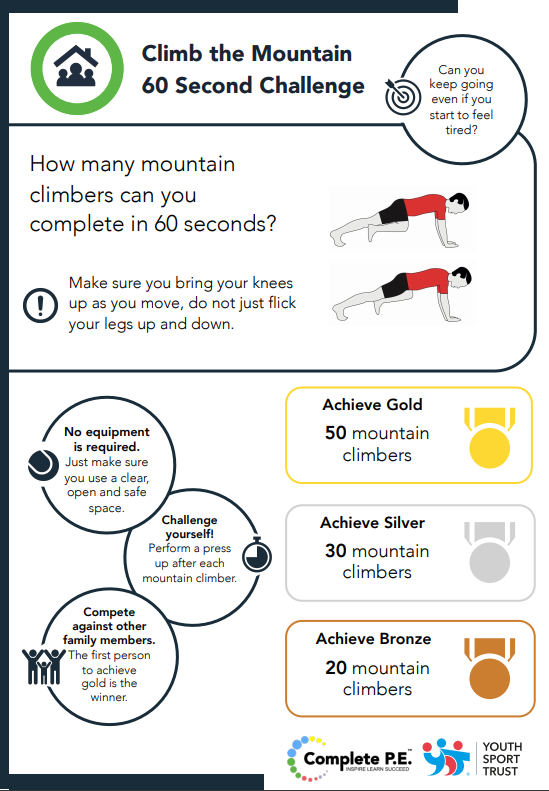 Climb the Mountain
60 Second Challenge
Can you
keep going
even if you
start to feel
tired?
How many mountain
climbers can you
complete in 60 seconds?
Make sure you bring your knees
up as you move, do not just flick
your legs up and down.
No equipment
is required.
Just make sure
you use a clear,
open and safe
space.
Challenge
yourself!
Perform a press
up after each
mountain climber.
Compete
against other
family members.
The first person
to achieve
gold is the
winner.
Achieve Gold
50 mountain
climbers
Achieve Silver
30 mountain
climbers
Achieve Bronze
20 mountain
climbers
Complete P.E.™
INSPIRE LEARN SUCCEED
YOUTH
SPORT
TRUST